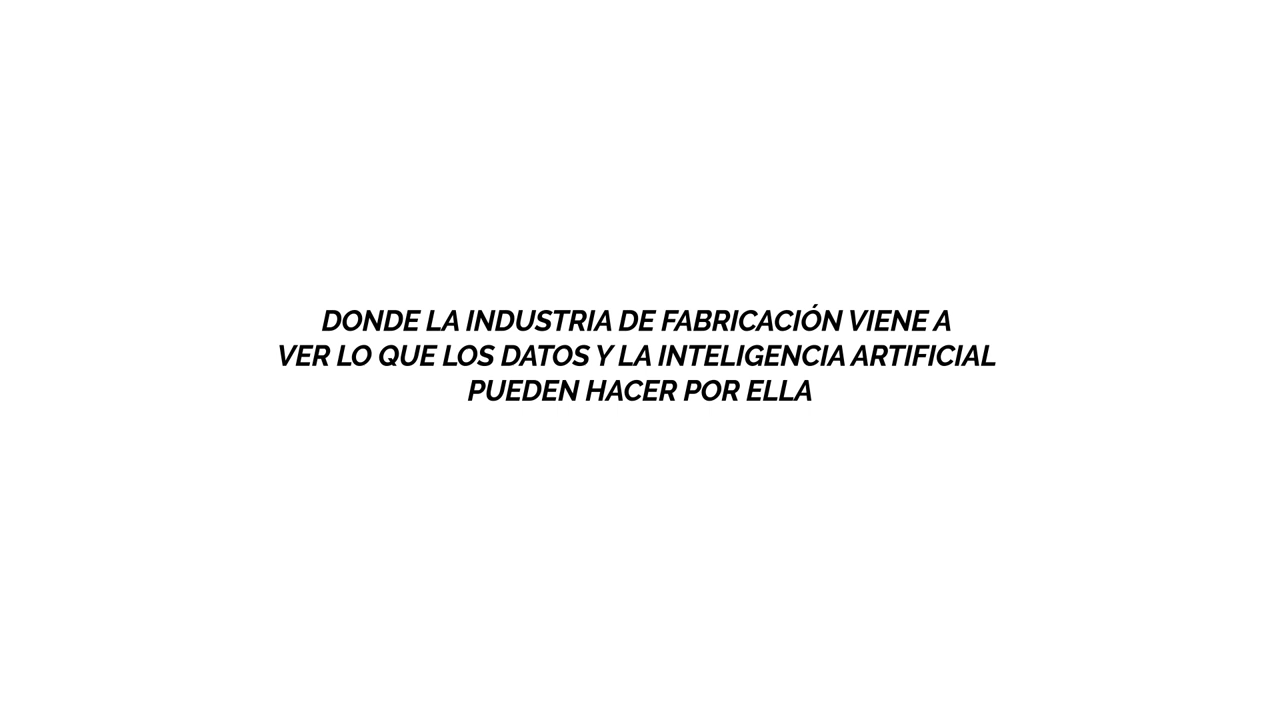 DONDE LA INDUSTRIA DE FABRICACIÓN VIENE A
VER LO QUE LOS DATOS Y LA INTELIGENCIA ARTIFICIAL
PUEDEN HACER POR ELLA